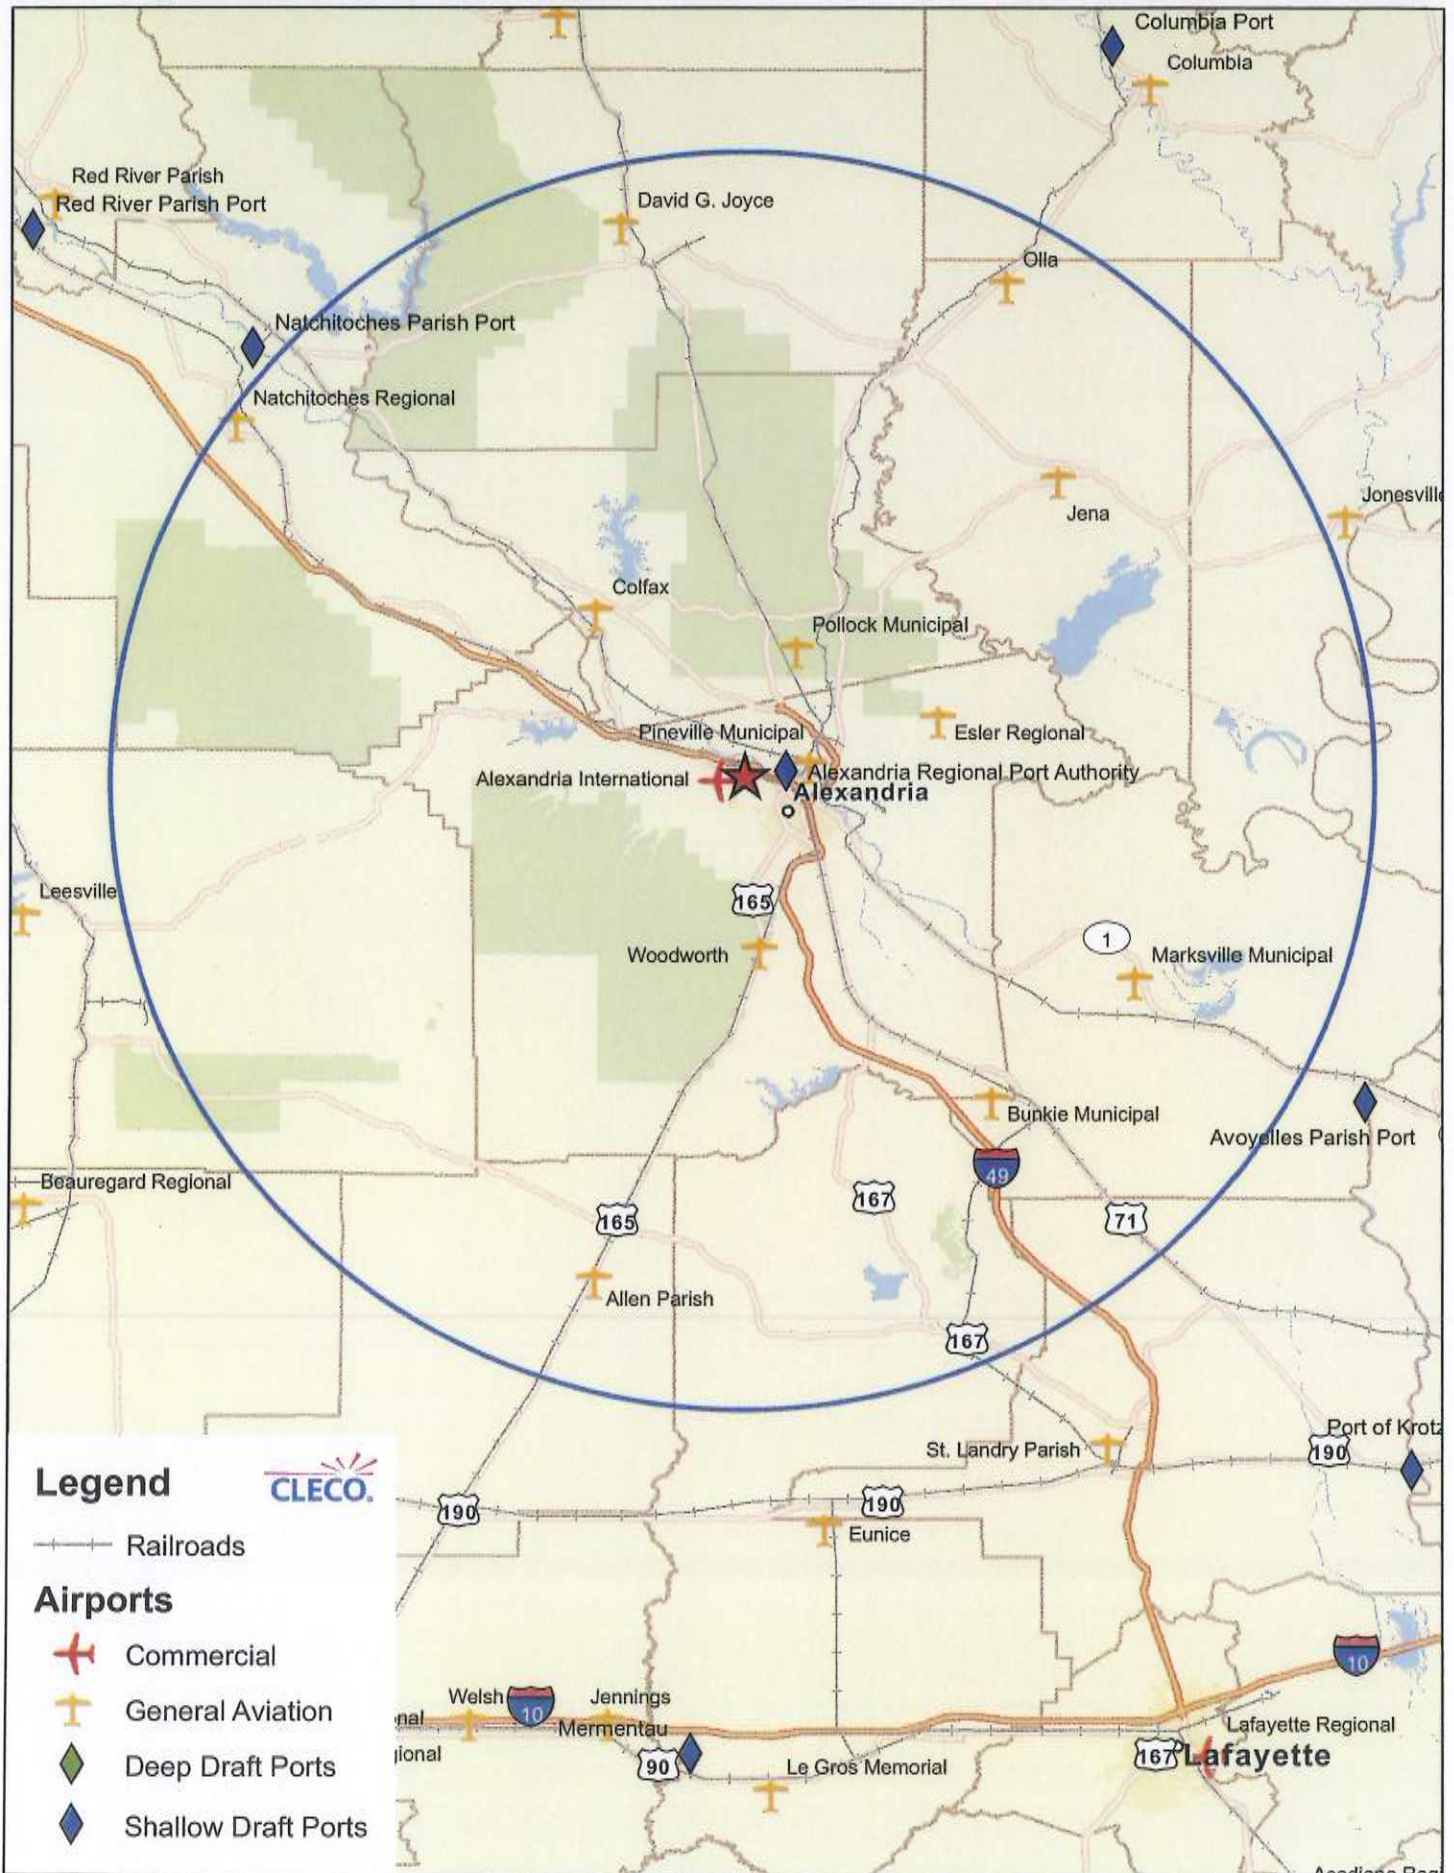 Columbia Port
Columbia
Red River Parish
Red River Parish Port
David G. Joyce
Olla
Natchitoches Parish Port
Natchitoches Regional
Jena
Jonesville
Colfax
Pollock Municipal
Pineville Municipal
Esler Regional
Alexandria International
Alexandria Regional Port Authority
Alexandria
Leesville
165
Woodworth
1
Marksville Municipal
Bunkie Municipal
Avoyelles Parish Port
49
Beauregard Regional
165
167
71
Allen Parish
167
Port of Krotz
St. Landry Parish
190
190
190
Eunice
Legend
CLECO.
Railroads
Airports
Commercial
General Aviation
Deep Draft Ports
Shallow Draft Ports
10
Welsh
10
Jennings
onal
Mermentau
gional
90
Le Gros Memorial
Lafayette Regional
167
Lafayette